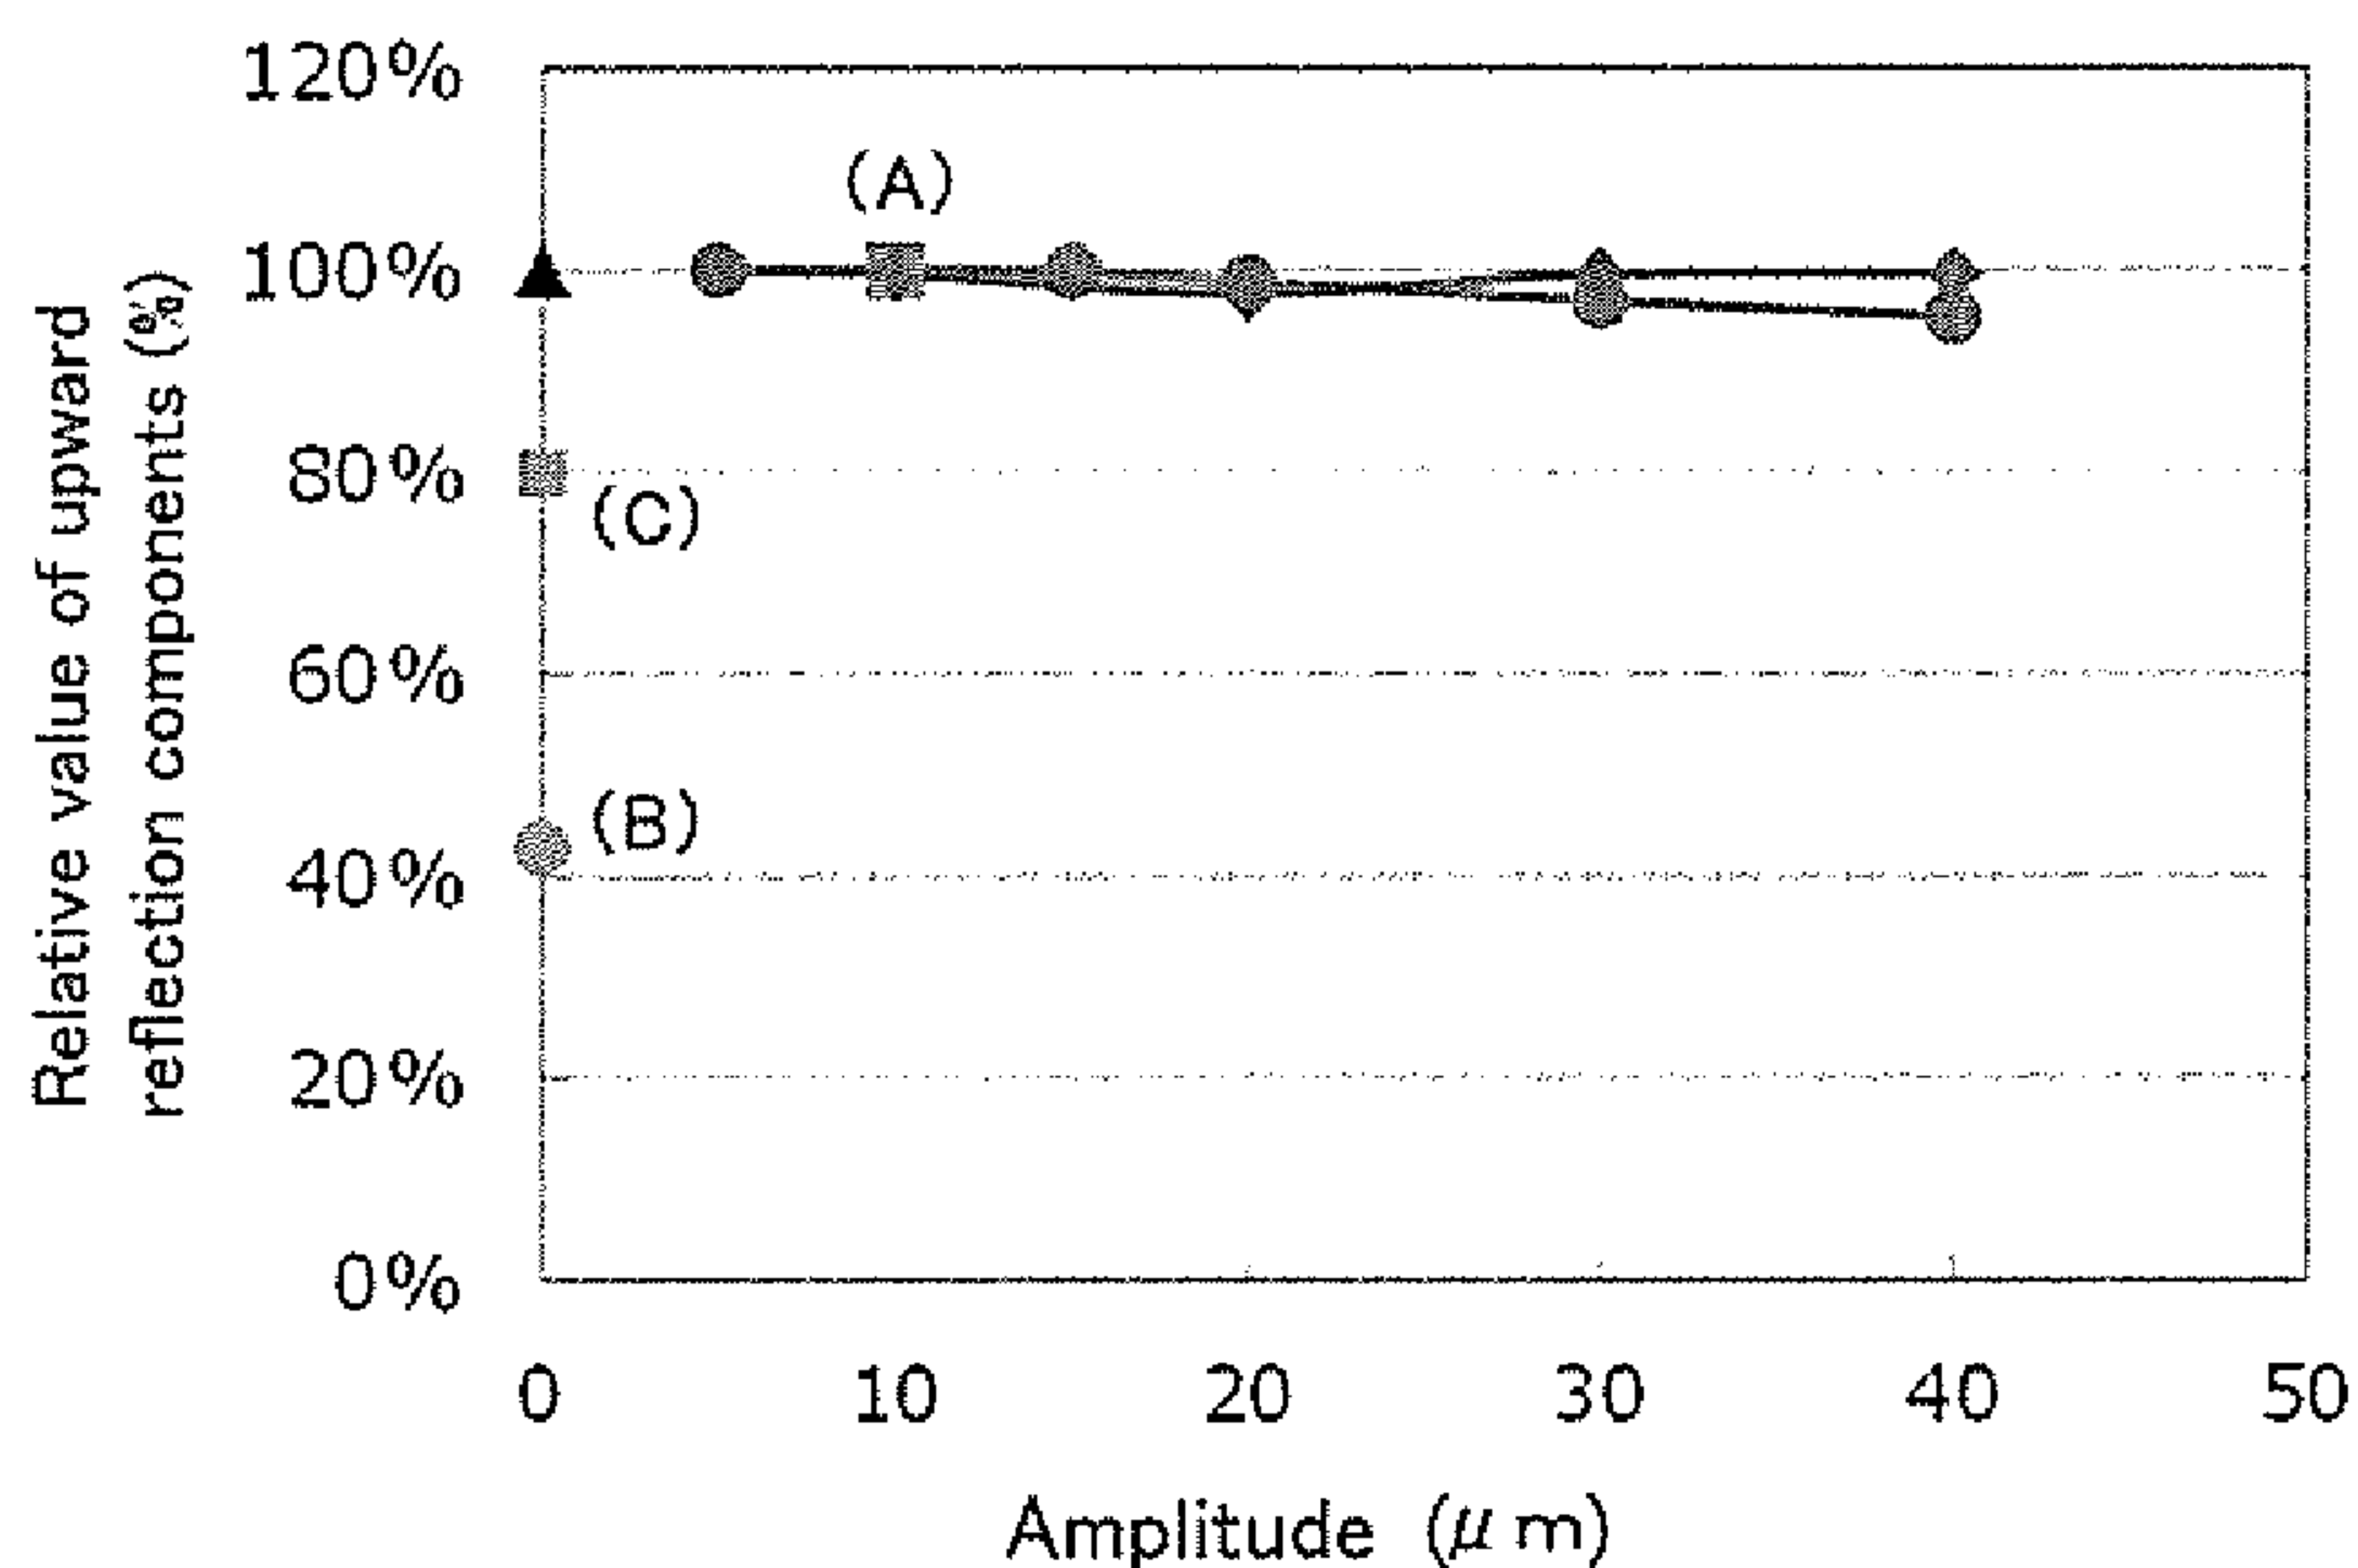 Relative value of upward
reflection components (%)
120%
100%
80%
60%
40%
20%
0%
(A)
(C)
(B)
0 10 20 30 40 50
Amplitude (μm)